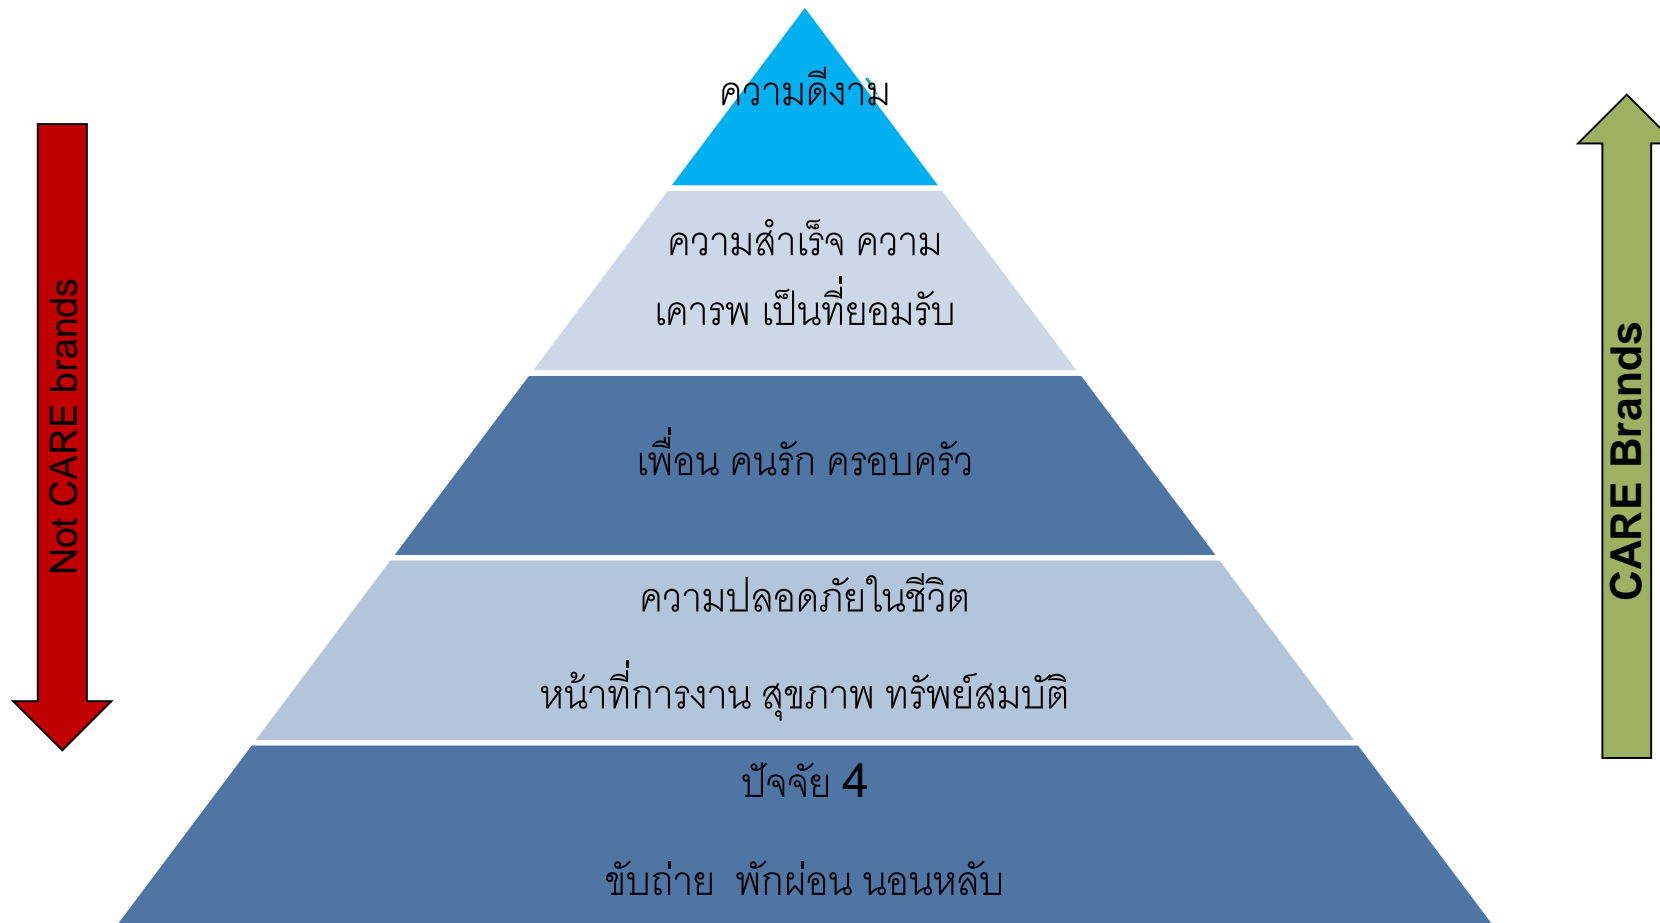 ความดีงาม
ความสำเร็จ ความ
เคารพ เป็นที่ยอมรับ
เพื่อน คนรัก ครอบครัว
ความปลอดภัยในชีวิต
หน้าที่การงาน สุขภาพ ทรัพย์สมบัติ
ปัจจัย 4
ขับถ่าย พักผ่อน นอนหลับ
Not CARE brands
CARE Brands